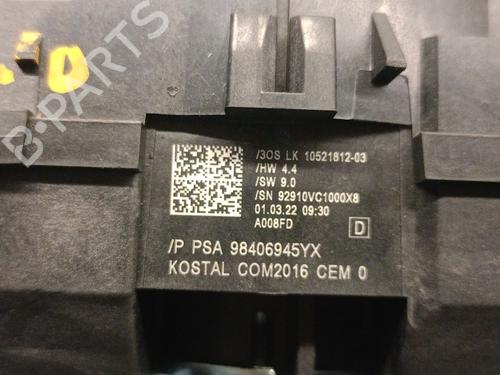 B-PARTS
/3OS LK 10521812-03
/HW 4.4
/SW 9.0
/SN 92910VC1000X8
01.03.22 09:30
A008FD
D
/P PSA 98406945YX
KOSTAL COM2016 CEM 0